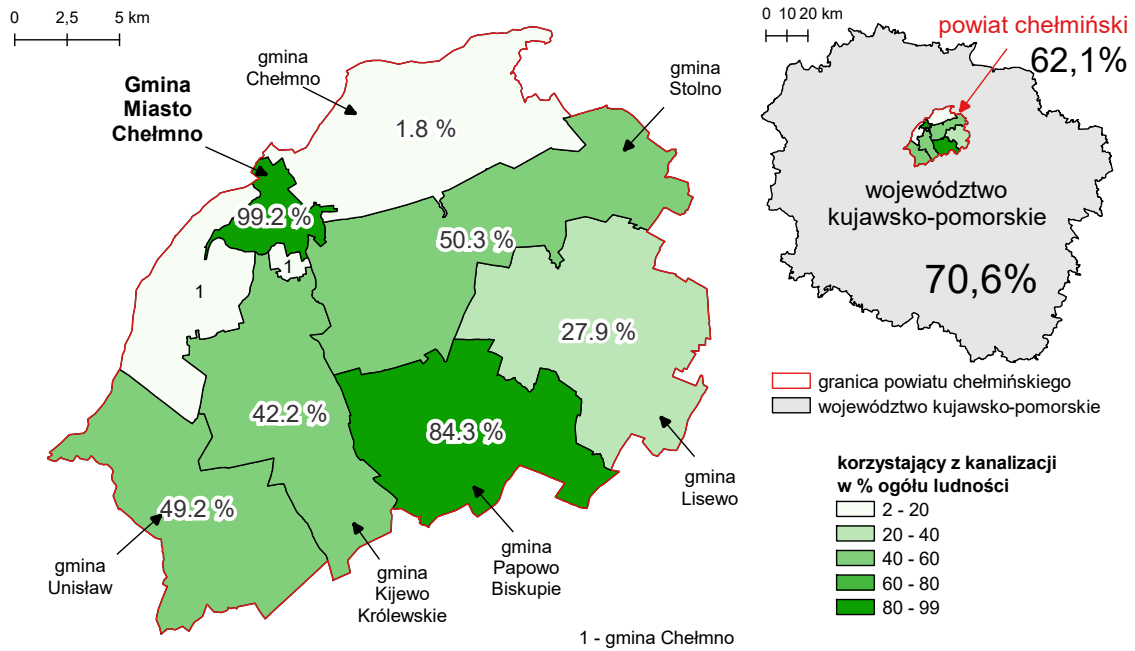 0 2,5 5 km
gmina
Chełmno
Gmina
Miasto
Chełmno
gmina
Stolno
1.8 %
99.2 %
50.3 %
1
1
27.9 %
42.2 %
84.3 %
49.2 %
gmina
Lisewo
gmina
Unisław
gmina
Kijewo
Królewskie
gmina
Papowo
Biskupie
1 - gmina Chełmno
0 10 20 km
powiat chełmiński
62,1%
województwo
kujawsko-pomorskie
70,6%
granica powiatu chełmińskiego
województwo kujawsko-pomorskie
korzystający z kanalizacji
w % ogółu ludności
2 - 20
20 - 40
40 - 60
60 - 80
80 - 99